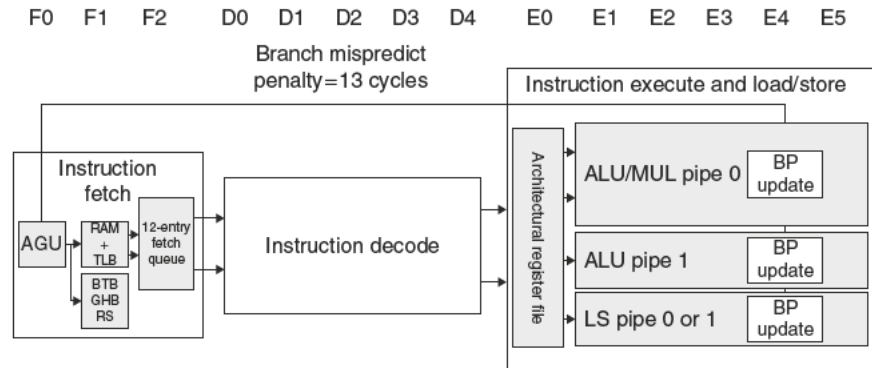 F0 F1 F2 D0 D1 D2 D3 D4 E0 E1 E2 E3 E4 E5
Branch mispredict
penalty=13 cycles
Instruction execute and load/store
Instruction
fetch
AGU
RAM
+
TLB
BTB
GHB
RS
12-entry
fetch
queue
Instruction decode
Architectural register file
ALU/MUL pipe 0
BP
update
ALU pipe 1
BP
update
LS pipe 0 or 1
BP
update